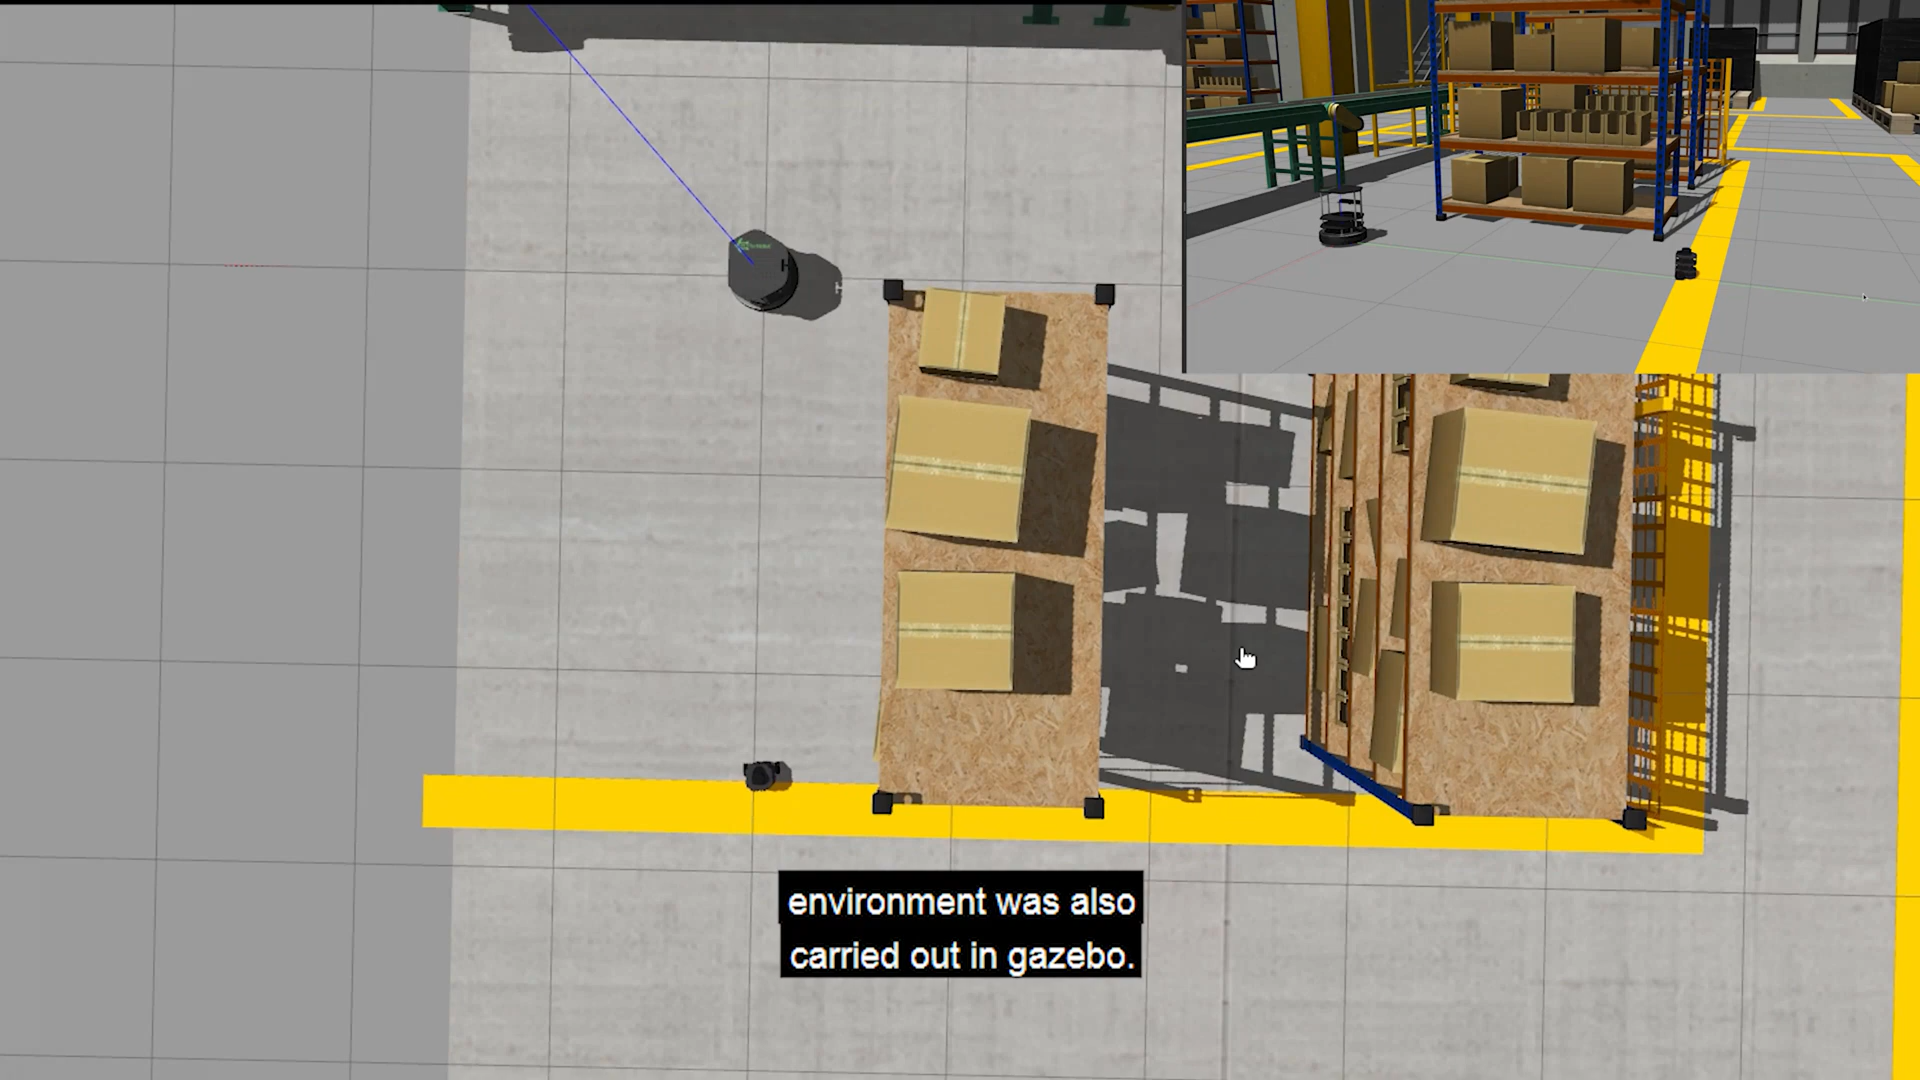 environment was also
carried out in gazebo.